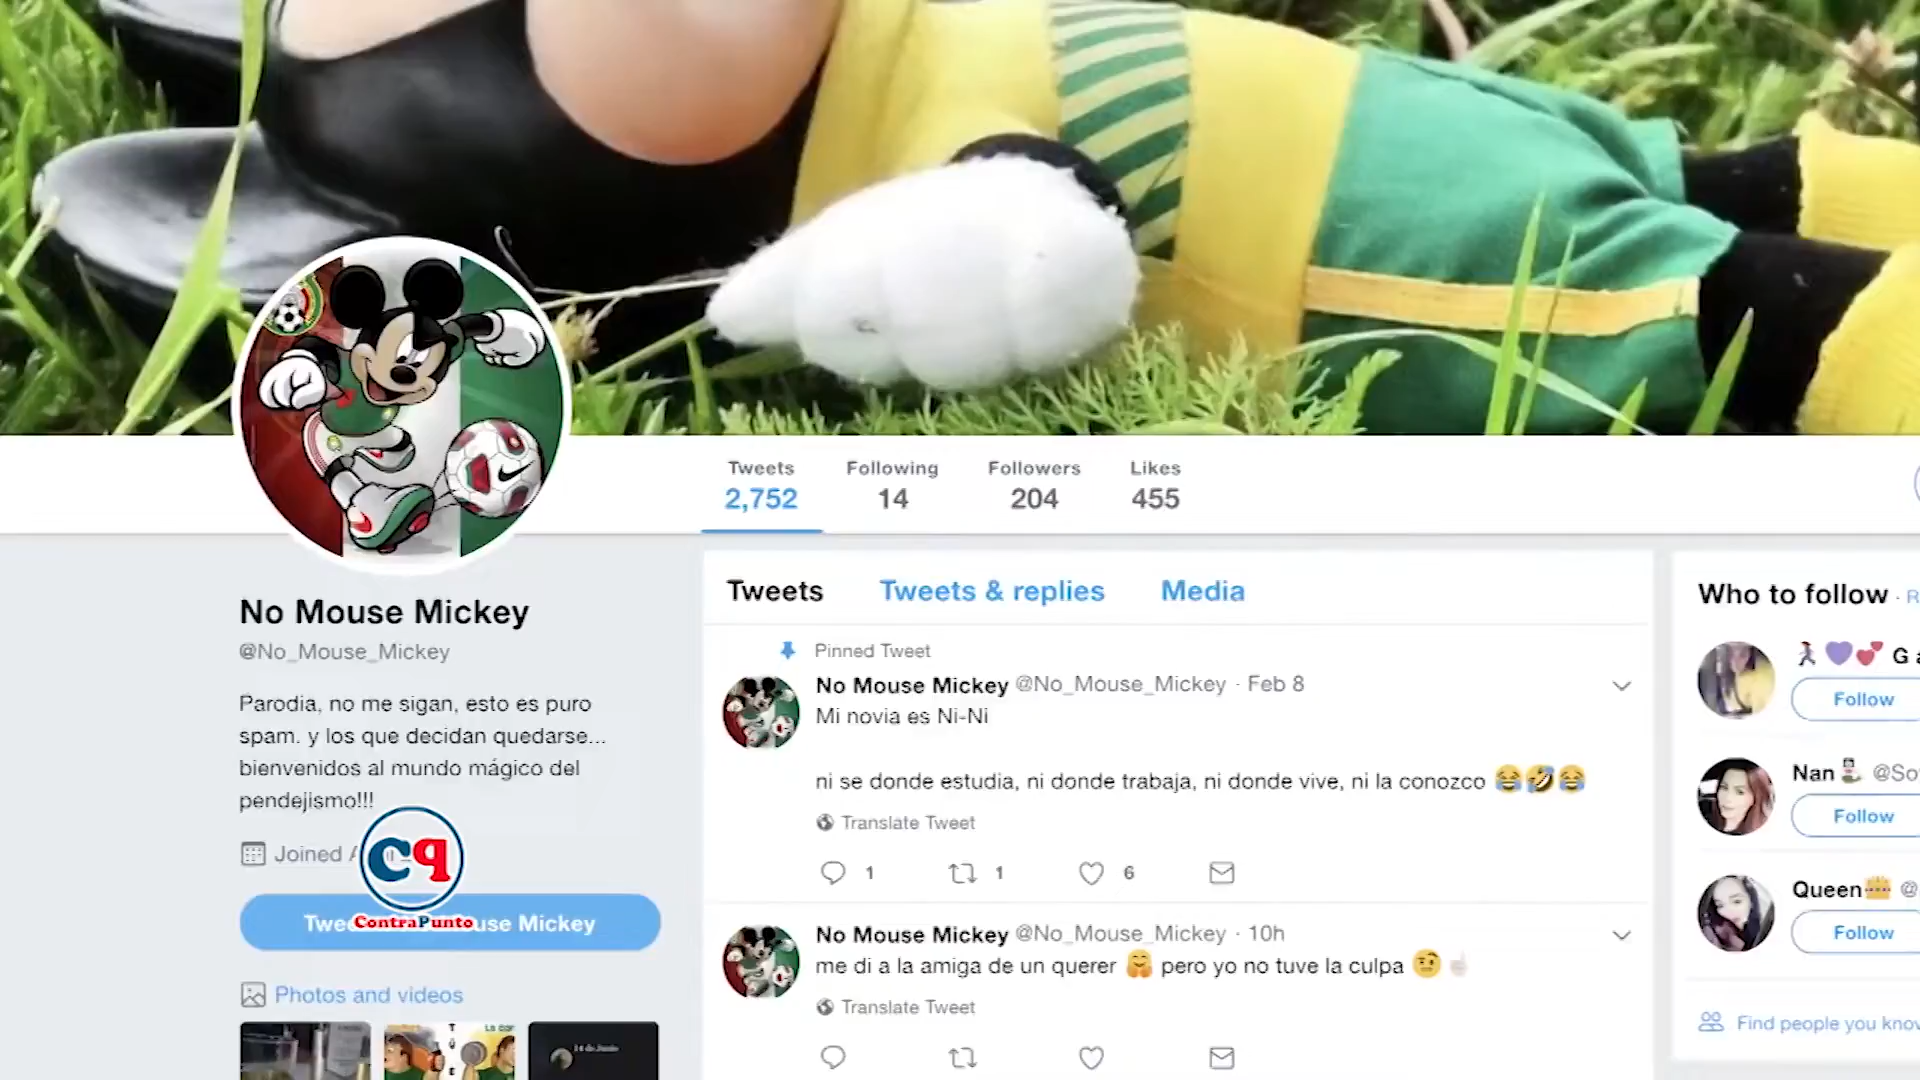 Tweets
2,752
Following
14
Followers
204
Likes
455
No Mouse Mickey
@No_Mouse_Mickey
Parodia, no me sigan, esto es puro
spam. y los que decidan quedarse...
bienvenidos al mundo mágico del
pendejismo!!!
Joined
cp
ContraPunto
Mickey
Photos and videos
Tweets
Tweets & replies
Media
Pinned Tweet
No Mouse Mickey @No_Mouse_Mickey · Feb 8
Mi novia es Ni-Ni
ni se donde estudia, ni donde trabaja, ni donde vive, ni la conozco 😂🤣😂
Translate Tweet
1
1
6
No Mouse Mickey @No_Mouse_Mickey · 10h
me di a la amiga de un querer 🤗 pero yo no tuve la culpa 🤨☝🏻
Translate Tweet
Who to follow ·
G
Follow
Nan
Follow
Queen
Follow
Find people you